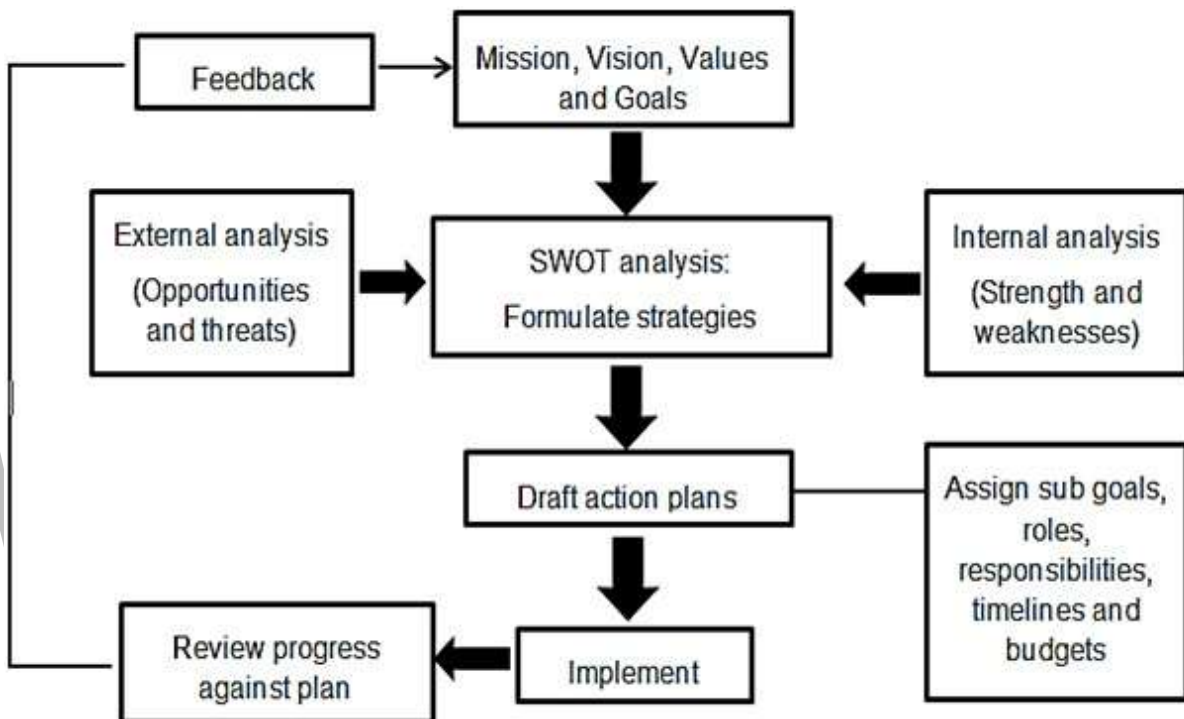 Feedback
Mission, Vision, Values
and Goals
External analysis
(Opportunities
and threats)
SWOT analysis:
Formulate strategies
Internal analysis
(Strength and
weaknesses)
Draft action plans
Assign sub goals,
roles,
responsibilities,
timelines and
budgets
Review progress
against plan
Implement